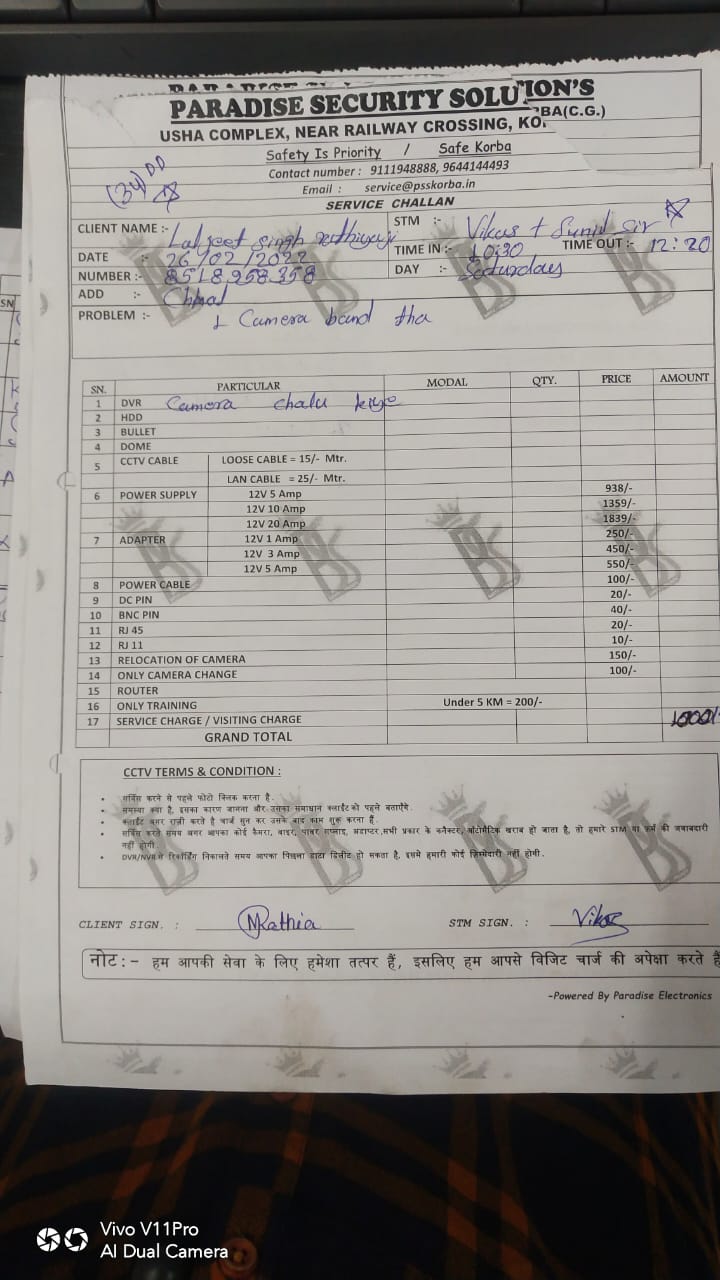 PARADISE SECURITY SOLUTION'S
USHA COMPLEX, NEAR RAILWAY CROSSING, KO BA(C.G.)
Safety Is Priority / Safe Korba
Contact number : 9111948888, 9644144493
Email : service@psskorba.in
(34) DD
SERVICE CHALLAN
CLIENT NAME :- Laljeet singh
STM :- Vikas + Sunil sir
DATE :- 26/02/2022
TIME IN :- 10:30 TIME OUT :- 12:20
NUMBER :- 8518958358
DAY :- Saturday
ADD :- Chhal
PROBLEM :- 1 Camera band tha
SN. PARTICULAR MODAL QTY. PRICE AMOUNT
1 DVR Camera chalu kiye
2 HDD
3 BULLET
4 DOME
5 CCTV CABLE LOOSE CABLE = 15/- Mtr.
LAN CABLE = 25/- Mtr.
6 POWER SUPPLY 12V 5 Amp 938/-
12V 10 Amp 1359/-
12V 20 Amp 1839/-
7 ADAPTER 12V 1 Amp 250/-
12V 3 Amp 450/-
12V 5 Amp 550/-
8 POWER CABLE 100/-
9 DC PIN 20/-
10 BNC PIN 40/-
11 RJ 45 20/-
12 RJ 11 10/-
13 RELOCATION OF CAMERA 150/-
14 ONLY CAMERA CHANGE 100/-
15 ROUTER
16 ONLY TRAINING Under 5 KM = 200/-
17 SERVICE CHARGE / VISITING CHARGE 1000/-
GRAND TOTAL
CCTV TERMS & CONDITION :
• सर्विस करने से पहले फोटो क्लिक करना है.
• समस्या क्या है, इसका कारण जानना और उसका समाधान क्लाईंट को पहले बताएँगे.
• क्लाईंट अगर राज़ी करते है चार्ज सुन कर उसके बाद काम शुरू करना हैं.
• सर्विस करते समय अगर आपका कोई कैमरा, वाइर, पावर सप्लाइ, अडाप्टर,सभी प्रकार के कनैक्टर, ऑटोमैटिक खराब हो जाता है, तो हमारे STM या फ़र्म की जवाबदारी
नहीं होगी.
• DVR/NVR से रिकॉर्डिंग निकालते समय आपका पिछला डाटा डिलीट हो सकता है, इसमे हमारी कोई ज़िम्मेदारी नहीं होगी.
CLIENT SIGN. : Rathia
STM SIGN. : Vikas
नोट :- हम आपकी सेवा के लिए हमेशा तत्पर हैं, इसलिए हम आपसे विजिट चार्ज की अपेक्षा करते हैं
-Powered By Paradise Electronics
Vivo V11Pro
AI Dual Camera